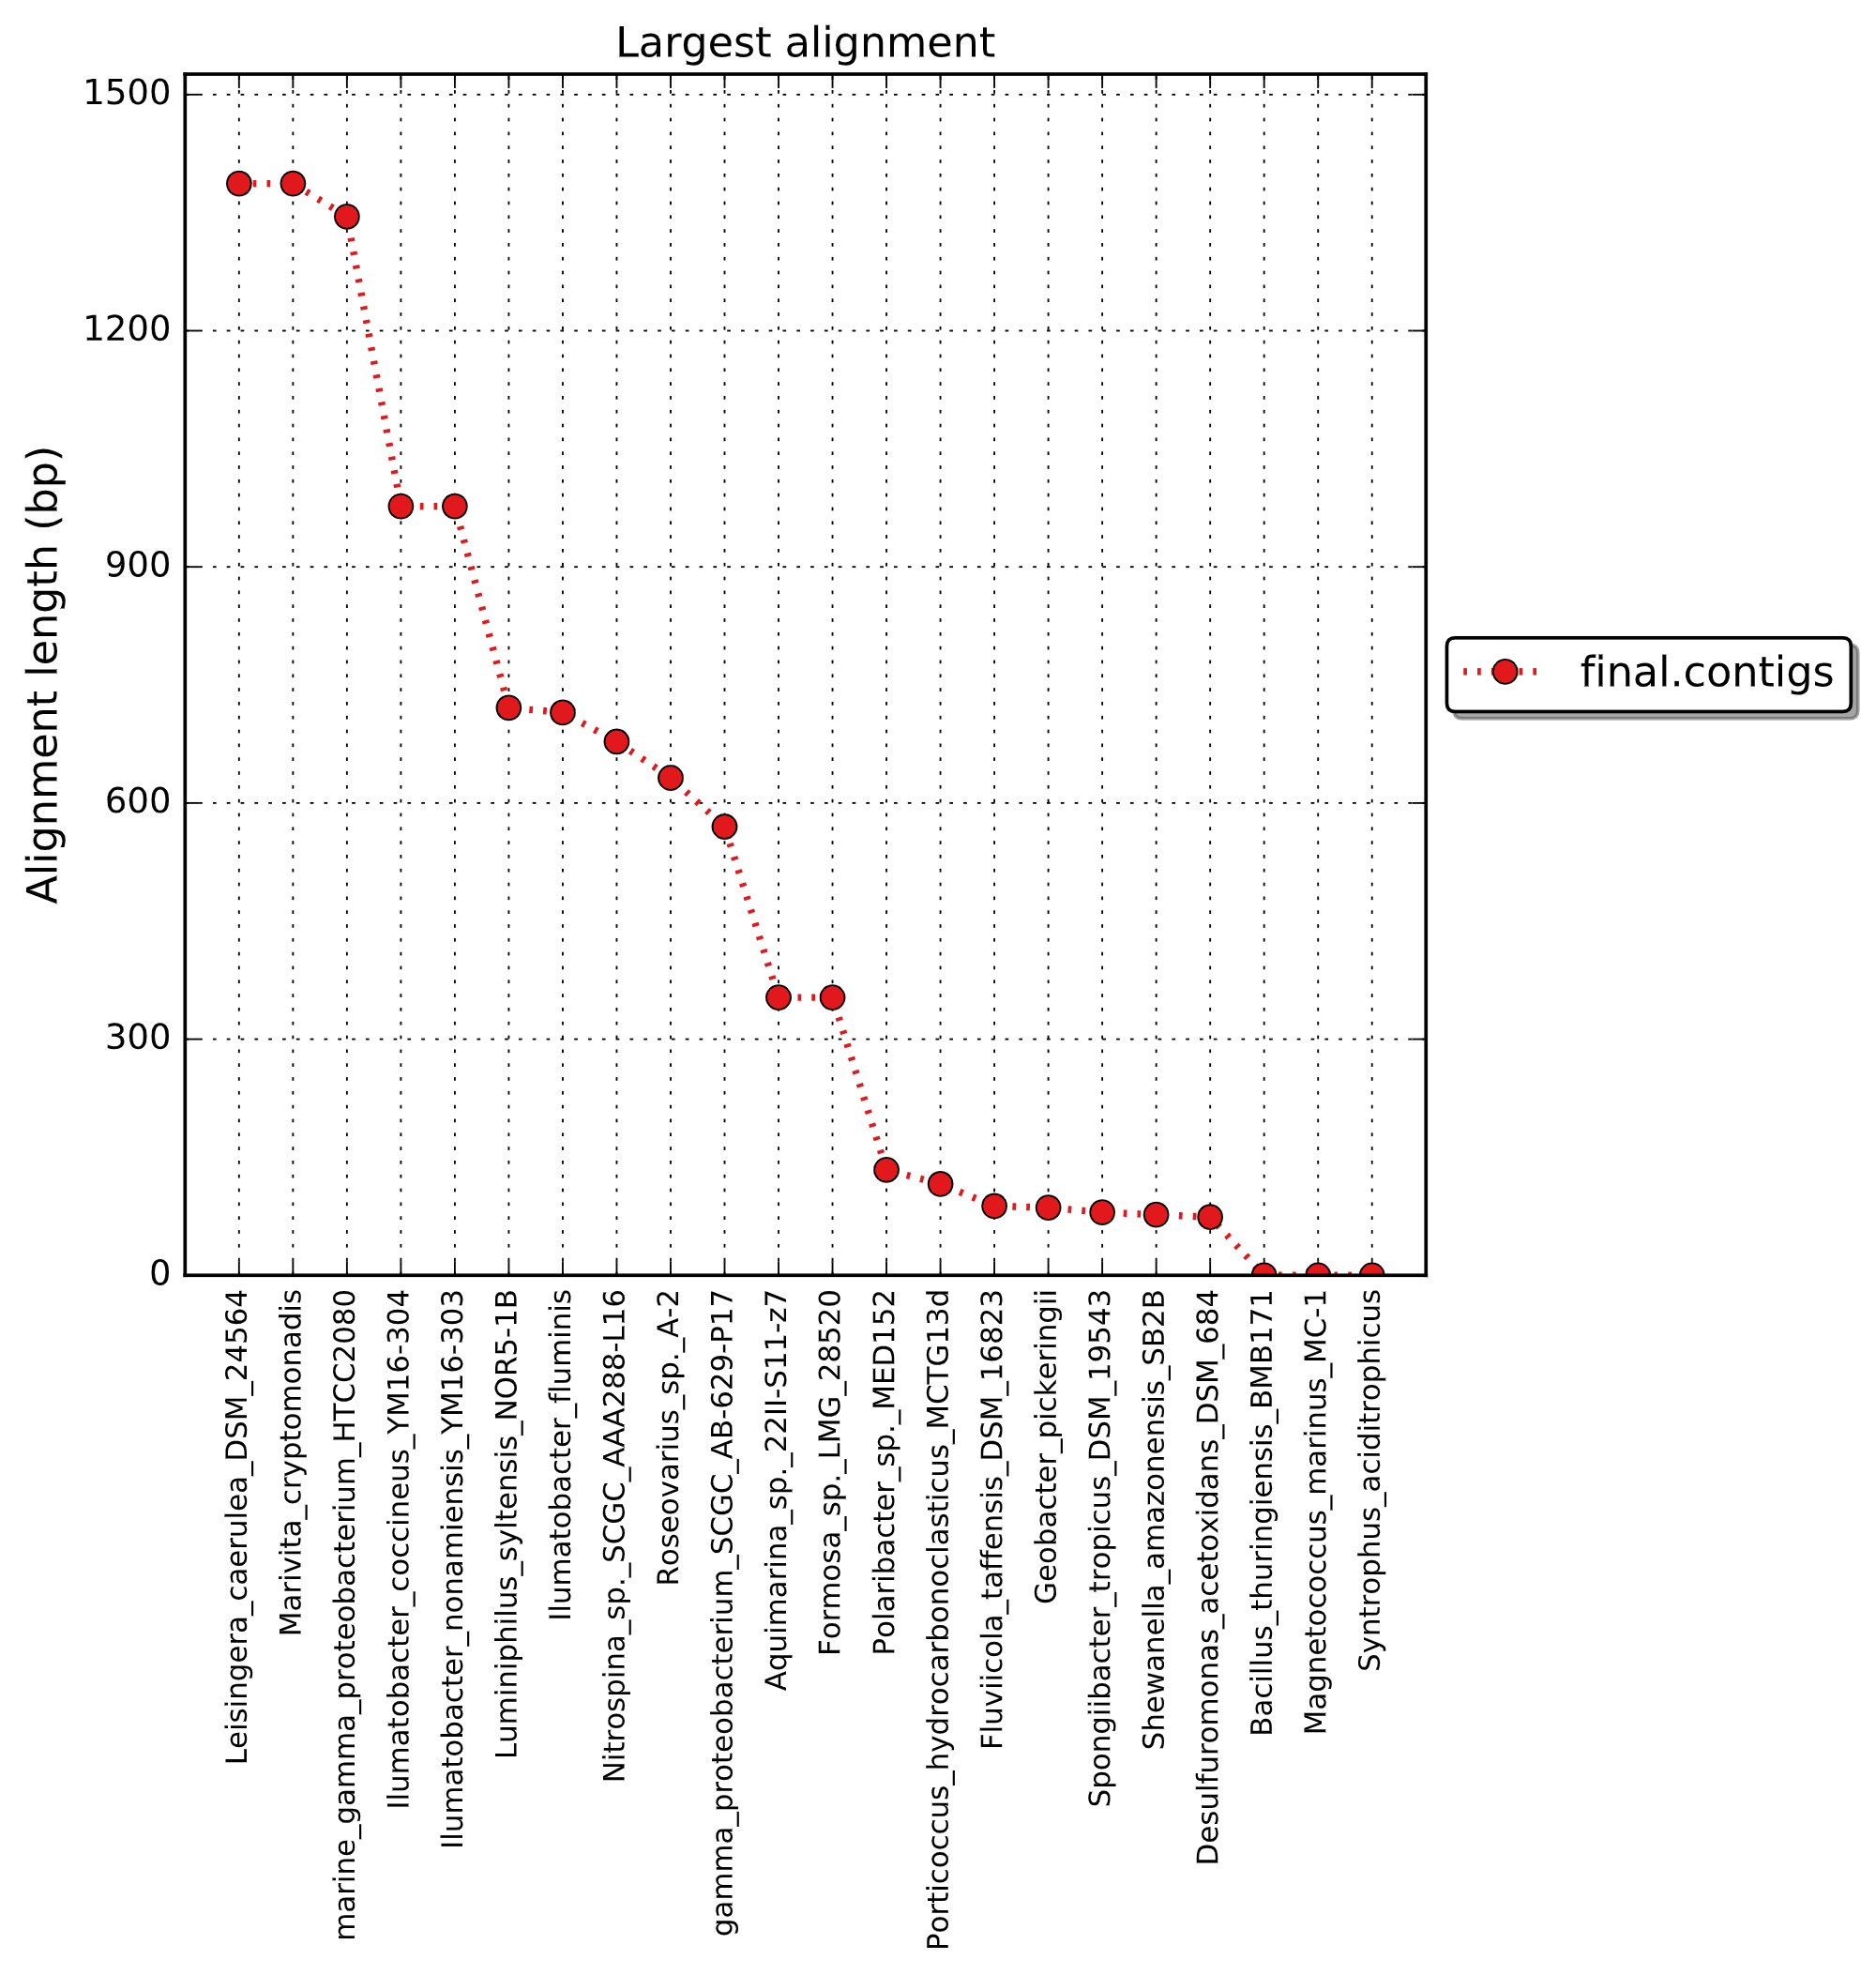 Largest alignment
Alignment length (bp)
1500
1200
900
600
300
0
final.contigs
Leisingera_caerulea_DSM_24564
Marivita_cryptomonadis
marine_gamma_proteobacterium_HTCC2080
Ilumatobacter_coccineus_YM16-304
Ilumatobacter_nonamiensis_YM16-303
Luminiphilus_syltensis_NOR5-1B
Ilumatobacter_fluminis
Nitrospina_sp._SCGC_AAA288-L16
Roseovarius_sp._A-2
gamma_proteobacterium_SCGC_AB-629-P17
Aquimarina_sp._22II-S11-z7
Formosa_sp._LMG_28520
Polaribacter_sp._MED152
Porticoccus_hydrocarbonoclasticus_MCTG13d
Fluviicola_taffensis_DSM_16823
Geobacter_pickeringii
Spongiibacter_tropicus_DSM_19543
Shewanella_amazonensis_SB2B
Desulfuromonas_acetoxidans_DSM_684
Bacillus_thuringiensis_BMB171
Magnetococcus_marinus_MC-1
Syntrophus_aciditrophicus